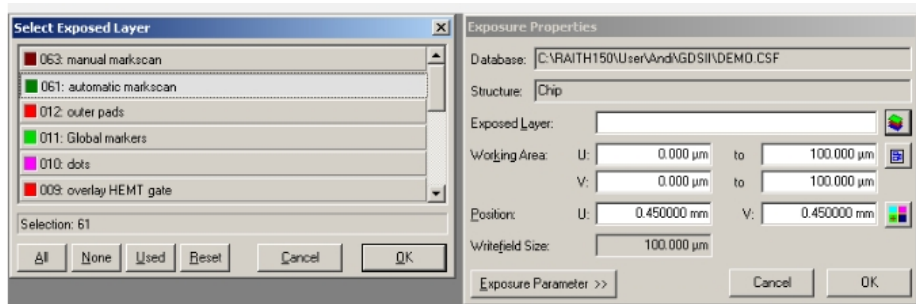 Select Exposed Layer
063: manual markscan
061: automatic markscan
012: outer pads
011: Global markers
010: dots
009: overlay HEMT gate
Selection: 61
All None Used Reset Cancel OK
Exposure Properties
Database: C:\RAITH150\User\Andi\GDSII\DEMO.CSF
Structure: Chip
Exposed Layer:
Working Area: U: 0.000 µm to 100.000 µm
V: 0.000 µm to 100.000 µm
Position: U: 0.450000 mm V: 0.450000 mm
Writefield Size: 100.000 µm
Exposure Parameter >> Cancel OK